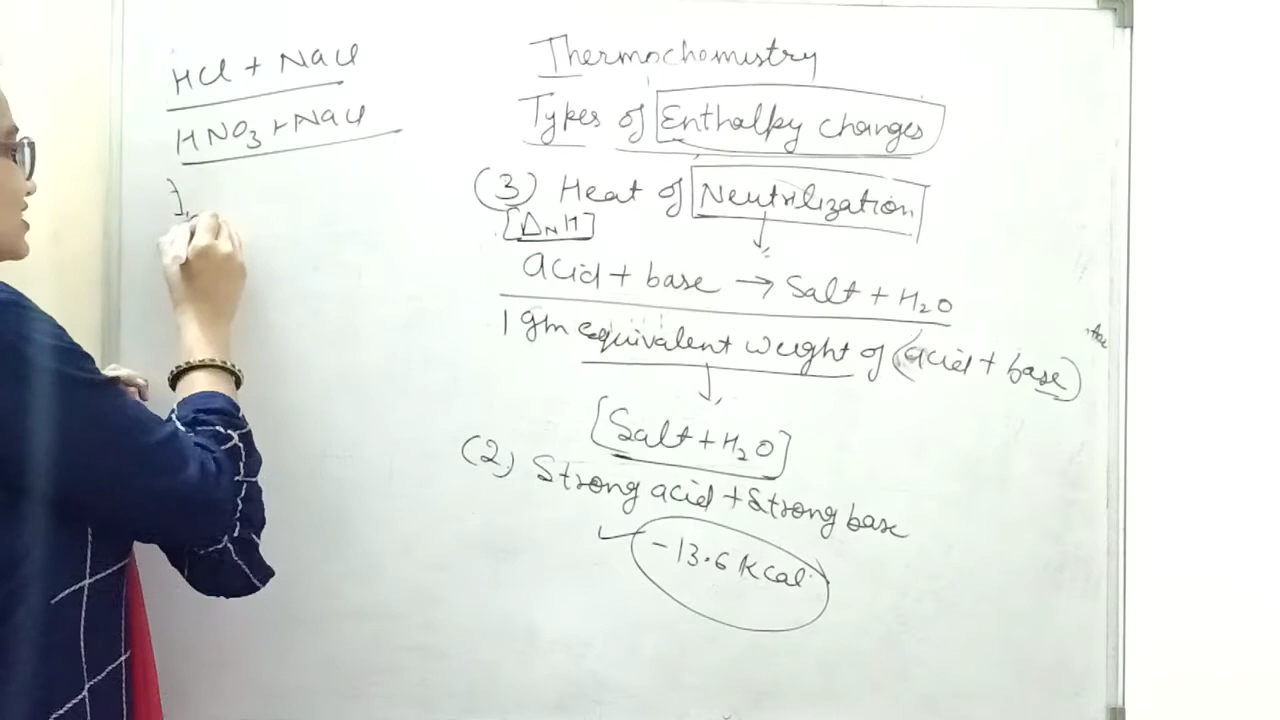 HCl + NaCl
HNO3 + NaCl
Thermochemistry
Types of Enthalpy changes
(3) Heat of Neutrilization
[ΔNH]
acid + base → Salt + H2O
1 gm equivalent weight of (acid + base)
[Salt + H2O]
(2) Strong acid + Strong base
-13.6 Kcal